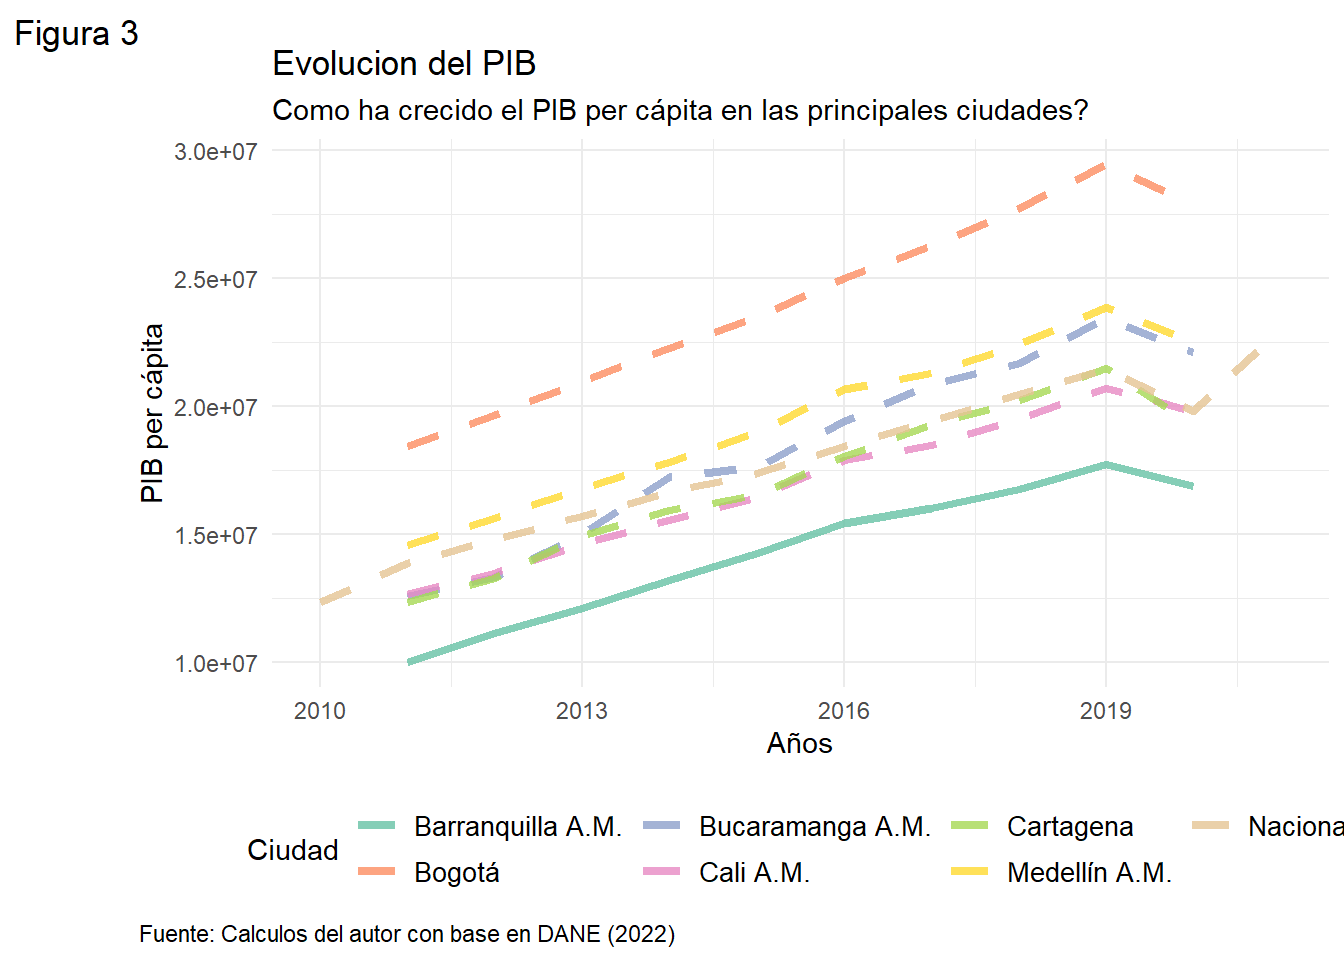 Figura 3
Evolucion del PIB
Como ha crecido el PIB per cápita en las principales ciudades?
3.0e+07
2.5e+07
2.0e+07
1.5e+07
1.0e+07
PIB per cápita
2010 2013 2016 2019
Años
Ciudad
Barranquilla A.M. Bucaramanga A.M. Cartagena Naciona
Bogotá Cali A.M. Medellín A.M.
Fuente: Calculos del autor con base en DANE (2022)